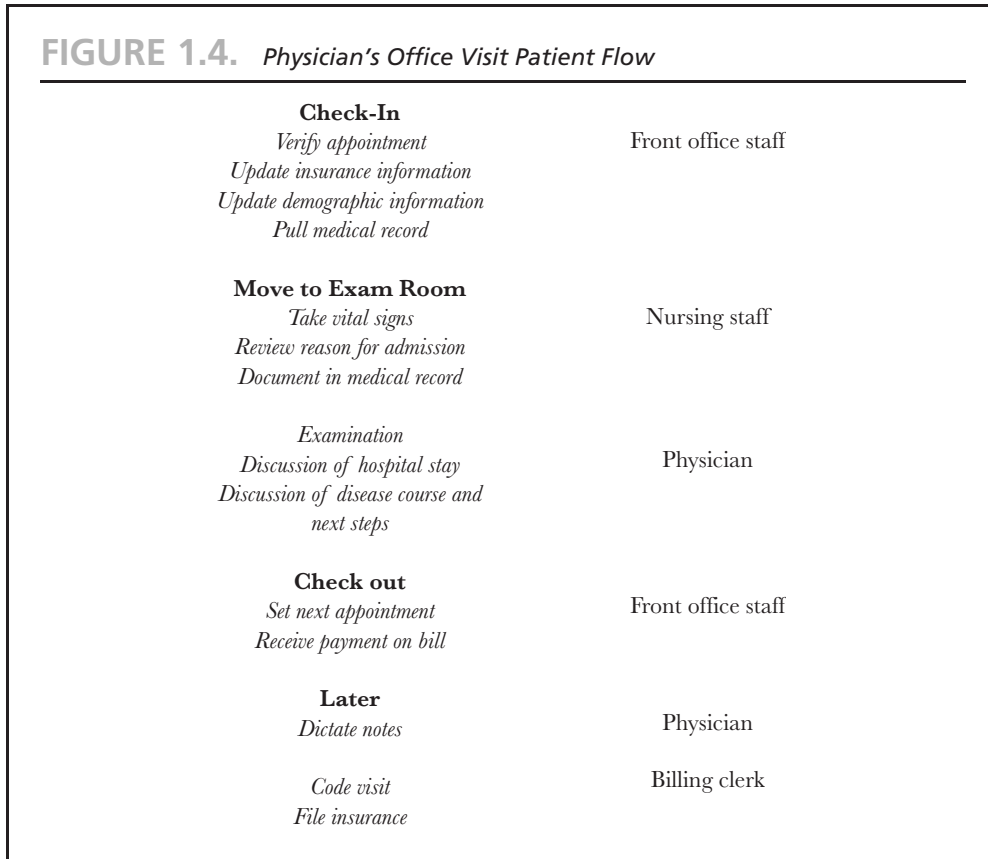 FIGURE 1.4. Physician's Office Visit Patient Flow
Check-In
Verify appointment Front office staff
Update insurance information
Update demographic information
Pull medical record
Move to Exam Room
Take vital signs Nursing staff
Review reason for admission
Document in medical record
Examination
Discussion of hospital stay Physician
Discussion of disease course and
next steps
Check out
Set next appointment Front office staff
Receive payment on bill
Later
Dictate notes Physician
Code visit Billing clerk
File insurance